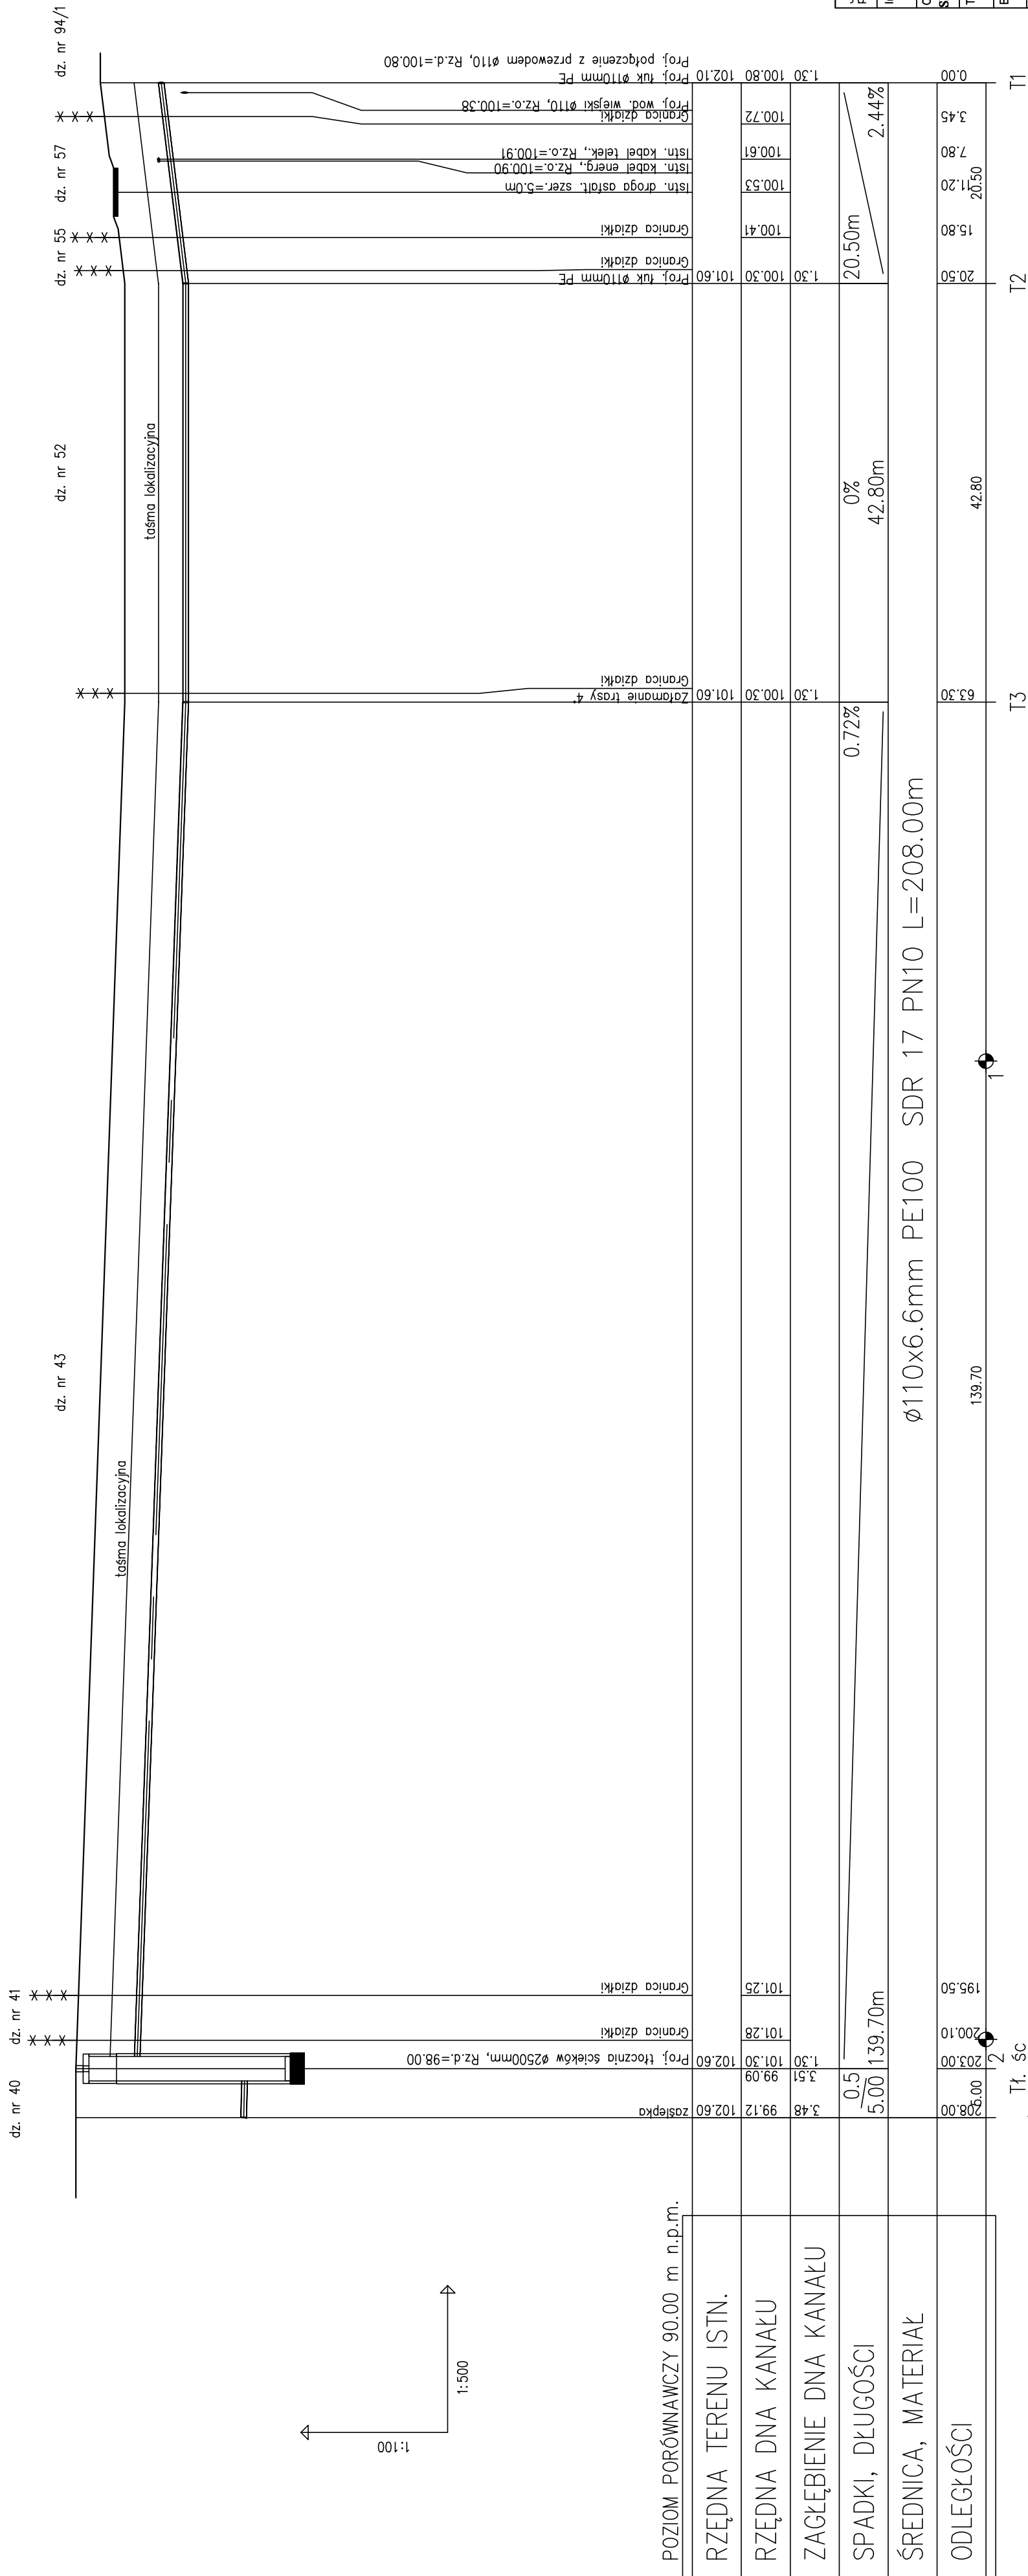 dz. nr 40
dz. nr 41
dz. nr 43
dz. nr 52
dz. nr 55
dz. nr 57
dz. nr 94/1
taśma lokalizacyjna
taśma lokalizacyjna
1:100
1:500
zaślepka
Proj. tłocznia ścieków ø2500mm, Rz.d.=98.00
Granica działki
Granica działki
Załamanie trasy 4°
Granica działki
Proj. łuk ø110mm PE
Granica działki
Granica działki
Istn. droga asfalt. szer.=5.0m
Istn. kabel energ., Rz.o.=100.90
Istn. kabel telek., Rz.o.=100.91
Granica działki
Proj. wod. wiejski ø110, Rz.o.=100.38
Proj. łuk ø110mm PE
Proj. połączenie z przewodem ø110, Rz.d.=100.80
POZIOM PORÓWNAWCZY 90.00 m n.p.m.
RZĘDNA TERENU ISTN.
102.60 102.60 101.60 101.60 102.10
RZĘDNA DNA KANAŁU
99.12 99.09 101.30 101.28 101.25 100.30 100.30 100.41 100.53 100.61 100.72 100.80
ZAGŁĘBIENIE DNA KANAŁU
3.48 3.51 1.30 1.30 1.30 1.30
SPADKI, DŁUGOŚCI
0.5 0.72% 0% 20.50m
5.00 139.70m 42.80m 2.44%
ŚREDNICA, MATERIAŁ
ø110x6.6mm PE100 SDR 17 PN10 L=208.00m
ODLEGŁOŚCI
208.00 203.00 200.10 195.50 63.30 20.50 15.80 11.20 7.80 3.45 0.00
5.00 139.70 42.80 20.50
2 1
Tł. śc T3 T2 T1